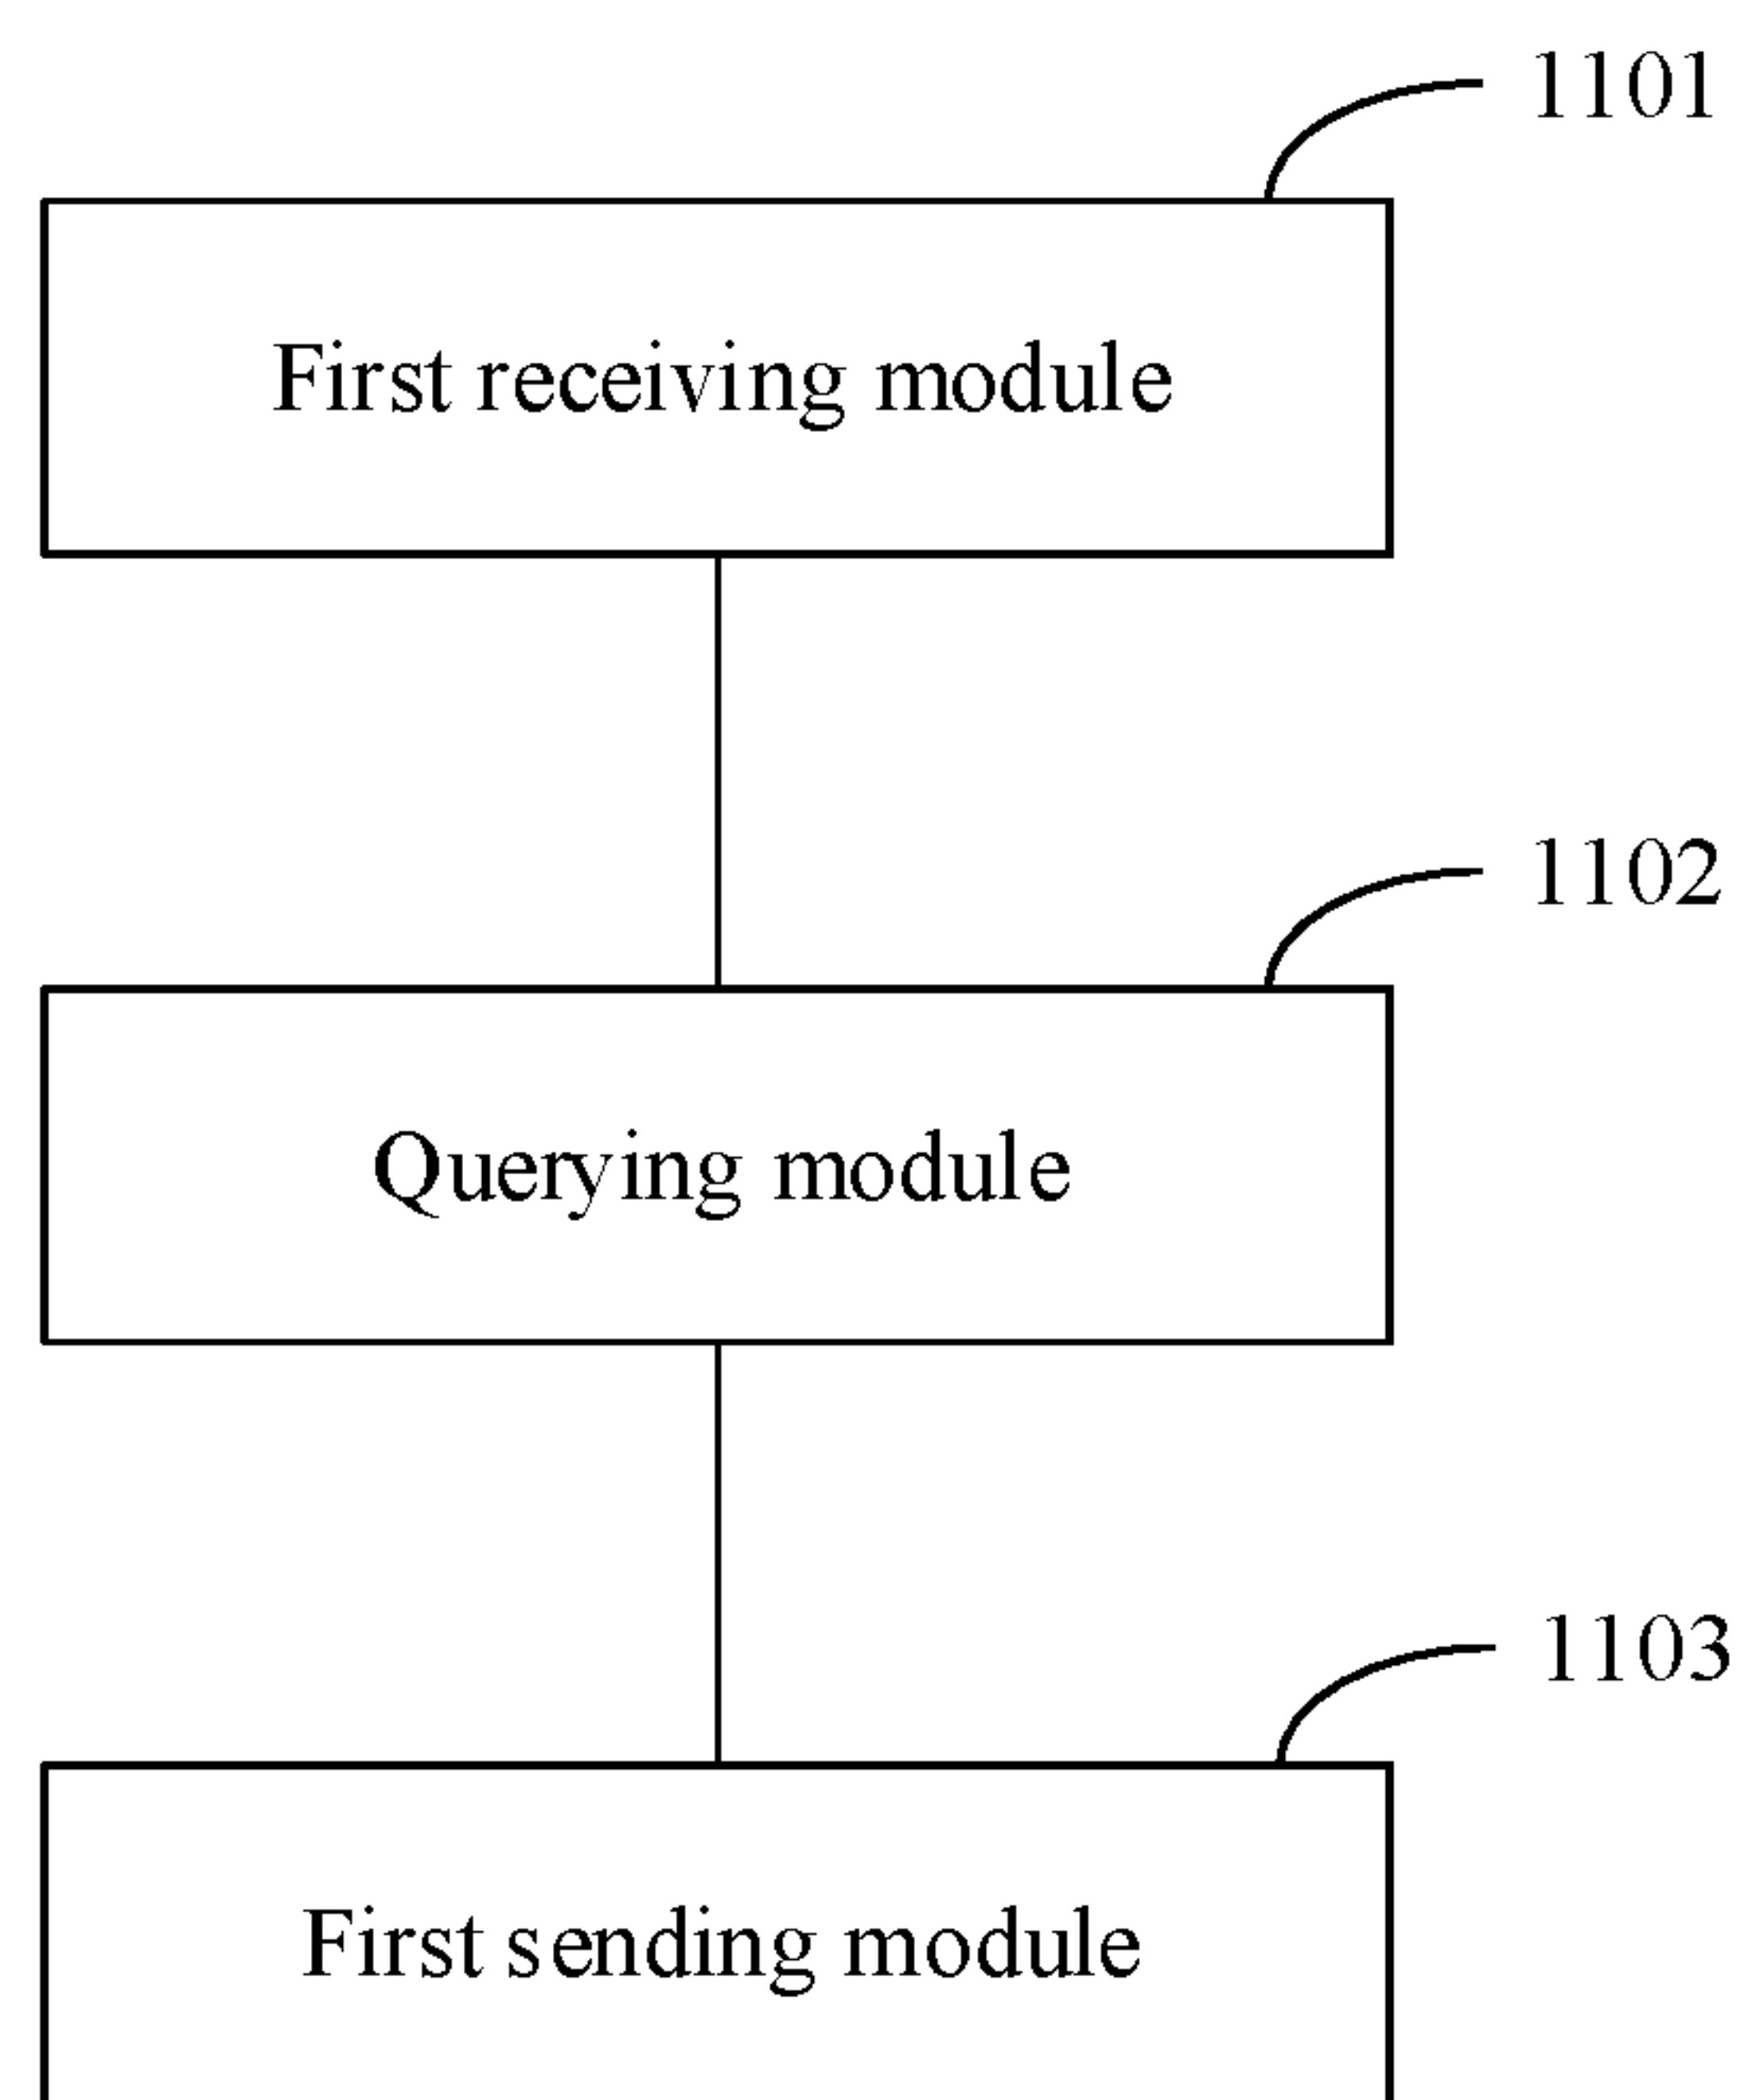 1101
First receiving module
1102
Querying module
1103
First sending module